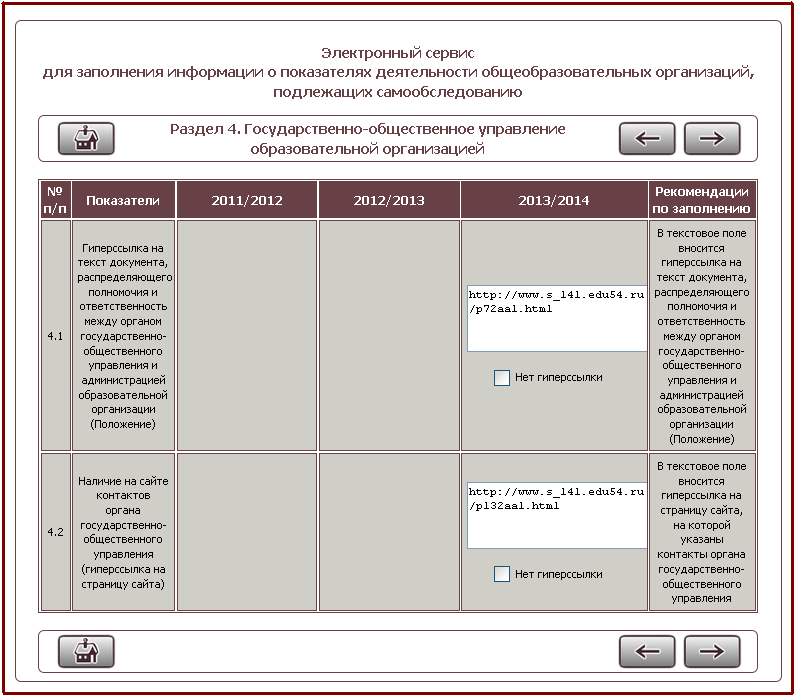 Электронный сервис
для заполнения информации о показателях деятельности общеобразовательных организаций,
подлежащих самообследованию
Раздел 4. Государственно-общественное управление
образовательной организацией
№
п/п
Показатели
2011/2012
2012/2013
2013/2014
Рекомендации
по заполнению
4.1
Гиперссылка на
текст документа,
распределяющего
полномочия и
ответственность
между органом
государственно-
общественного
управления и
администрацией
образовательной
организации
(Положение)
http://www.s_141.edu54.ru
/p72aa1.html
Нет гиперссылки
В текстовое поле
вносится
гиперссылка на
текст документа,
распределяющего
полномочия и
ответственность
между органом
государственно-
общественного
управления и
администрацией
образовательной
организации
(Положение)
4.2
Наличие на сайте
контактов
органа
государственно-
общественного
управления
(гиперссылка на
страницу сайта)
http://www.s_141.edu54.ru
/p132aa1.html
Нет гиперссылки
В текстовое поле
вносится
гиперссылка на
страницу сайта,
на которой
указаны
контакты органа
государственно-
общественного
управления